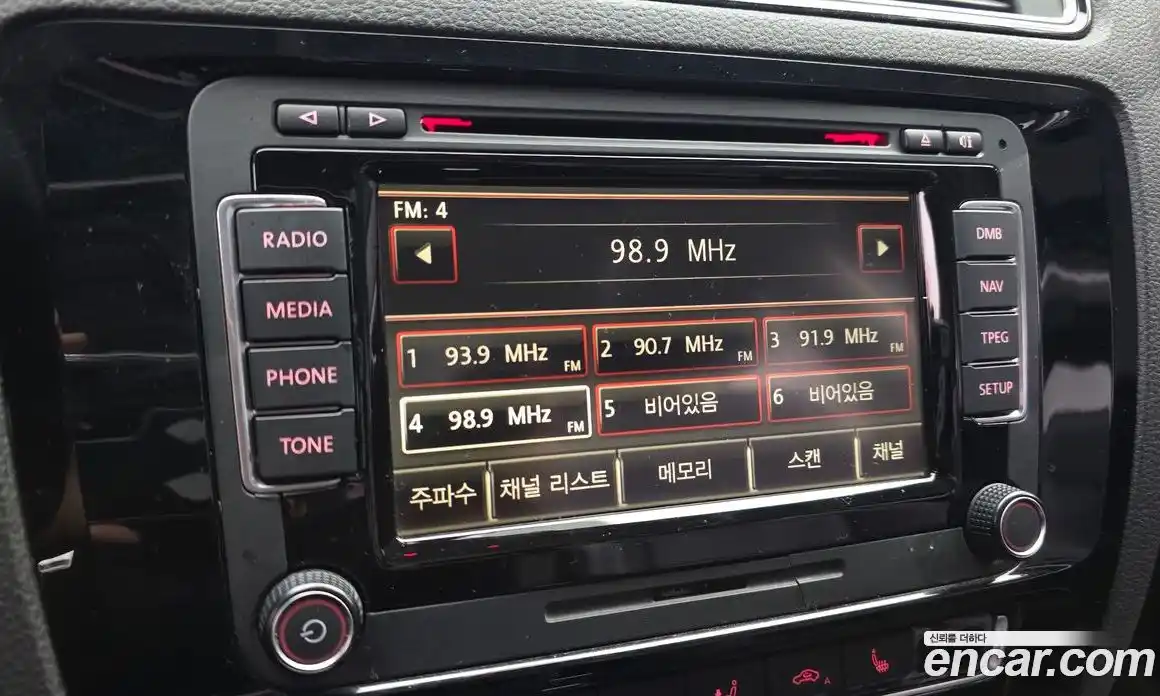 RADIO
MEDIA
PHONE
TONE
FM: 4
98.9 MHz
1 93.9 MHz FM
2 90.7 MHz FM
3 91.9 MHz FM
4 98.9 MHz FM
5 비어있음
6 비어있음
주파수
채널 리스트
메모리
스캔
채널
DMB
NAV
TPEG
SETUP
A
신뢰를 더하다
encar.com